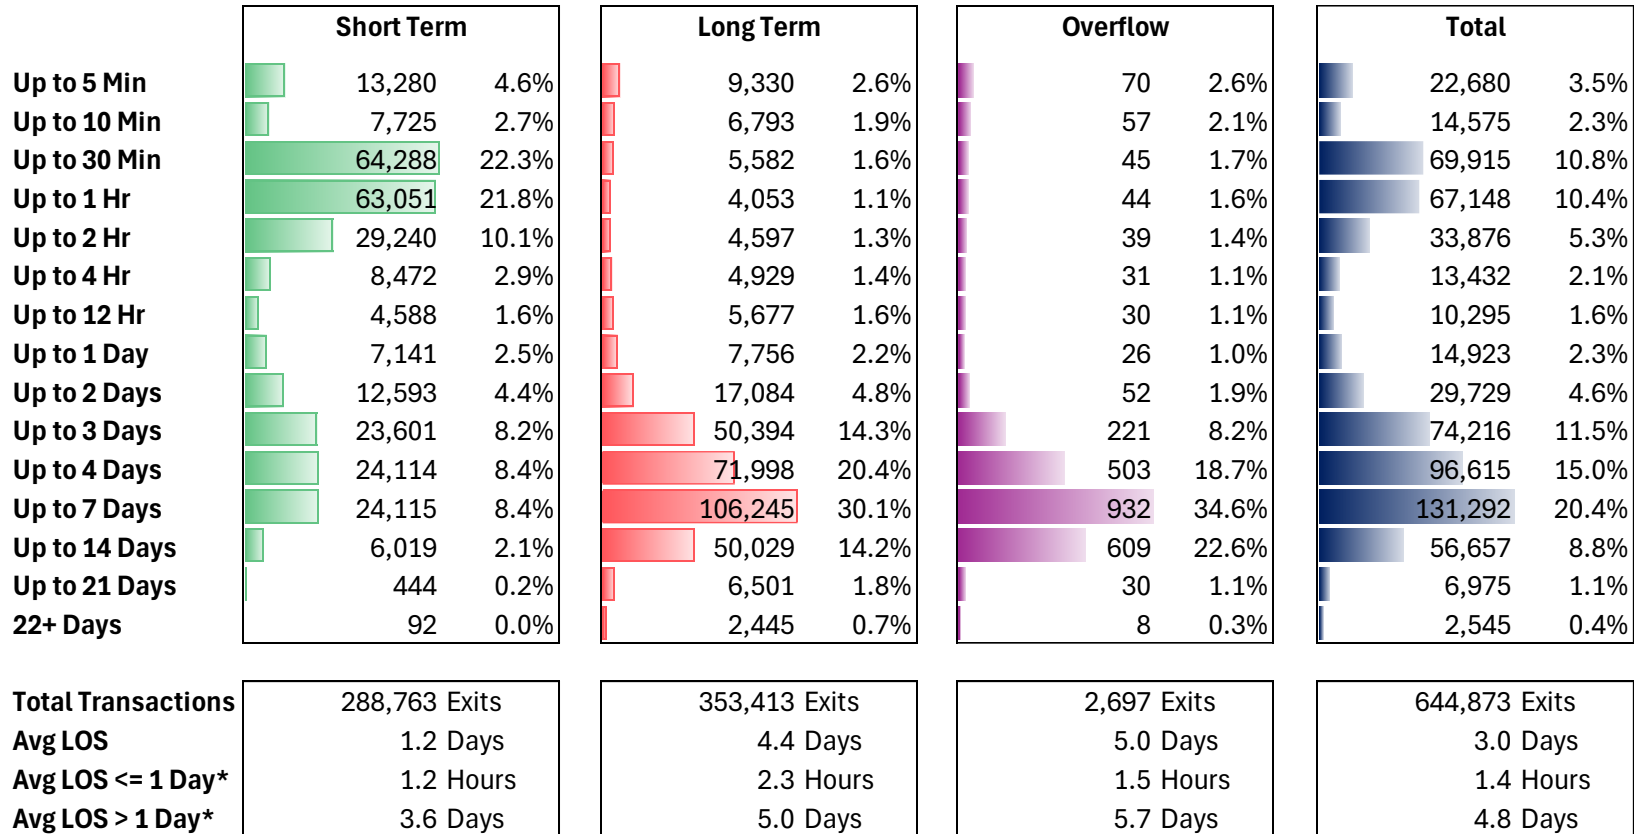 Short Term Long Term Overflow Total
Up to 5 Min 13,280 4.6% 9,330 2.6% 70 2.6% 22,680 3.5%
Up to 10 Min 7,725 2.7% 6,793 1.9% 57 2.1% 14,575 2.3%
Up to 30 Min 64,288 22.3% 5,582 1.6% 45 1.7% 69,915 10.8%
Up to 1 Hr 63,051 21.8% 4,053 1.1% 44 1.6% 67,148 10.4%
Up to 2 Hr 29,240 10.1% 4,597 1.3% 39 1.4% 33,876 5.3%
Up to 4 Hr 8,472 2.9% 4,929 1.4% 31 1.1% 13,432 2.1%
Up to 12 Hr 4,588 1.6% 5,677 1.6% 30 1.1% 10,295 1.6%
Up to 1 Day 7,141 2.5% 7,756 2.2% 26 1.0% 14,923 2.3%
Up to 2 Days 12,593 4.4% 17,084 4.8% 52 1.9% 29,729 4.6%
Up to 3 Days 23,601 8.2% 50,394 14.3% 221 8.2% 74,216 11.5%
Up to 4 Days 24,114 8.4% 71,998 20.4% 503 18.7% 96,615 15.0%
Up to 7 Days 24,115 8.4% 106,245 30.1% 932 34.6% 131,292 20.4%
Up to 14 Days 6,019 2.1% 50,029 14.2% 609 22.6% 56,657 8.8%
Up to 21 Days 444 0.2% 6,501 1.8% 30 1.1% 6,975 1.1%
22+ Days 92 0.0% 2,445 0.7% 8 0.3% 2,545 0.4%
Total Transactions 288,763 Exits 353,413 Exits 2,697 Exits 644,873 Exits
Avg LOS 1.2 Days 4.4 Days 5.0 Days 3.0 Days
Avg LOS <= 1 Day* 1.2 Hours 2.3 Hours 1.5 Hours 1.4 Hours
Avg LOS > 1 Day* 3.6 Days 5.0 Days 5.7 Days 4.8 Days